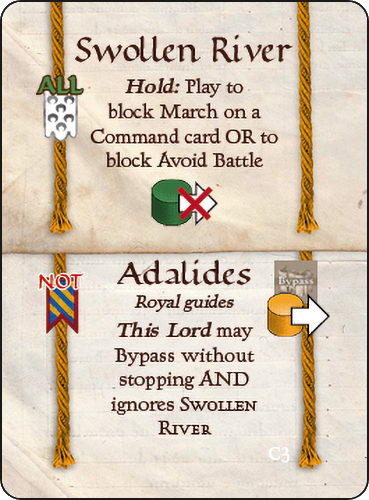 Swollen River
ALL
Hold: Play to
block March on a
Command card OR to
block Avoid Battle
NOT
Adalides
Bypass
Royal guides
This Lord may
Bypass without
stopping AND
ignores Swollen
River
C3